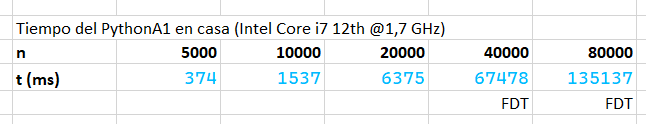 Tiempo del PythonA1 en casa (Intel Core i7 12th @1,7 GHz)
n 5000 10000 20000 40000 80000
t (ms) 374 1537 6375 67478 135137
FDT FDT